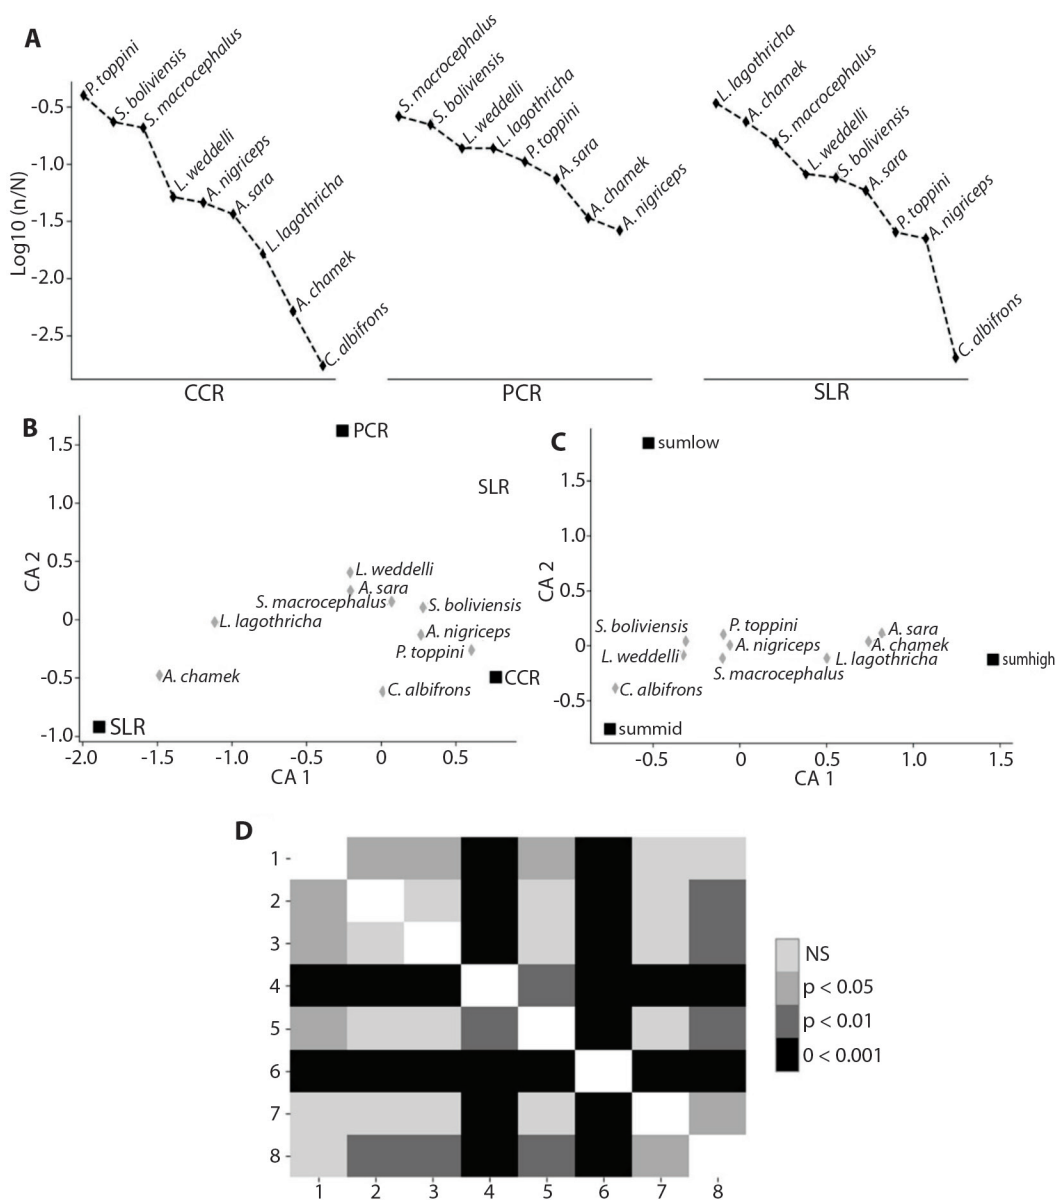 A
P. toppini
S. boliviensis
S. macrocephalus
L. weddelli
A. nigriceps
A. sara
L. lagothricha
A. chamek
C. albifrons
S. macrocephalus
S. boliviensis
L. weddelli
L. lagothricha
P. toppini
A. sara
A. chamek
A. nigriceps
L. lagothricha
A. chamek
S. macrocephalus
L. weddelli
S. boliviensis
A. sara
P. toppini
A. nigriceps
C. albifrons
Log10 (n/N)
-0.5
-1.0
-1.5
-2.0
-2.5
CCR
PCR
SLR
B
PCR
SLR
CA 2
1.5
1.0
0.5
0
-0.5
-1.0
L. weddelli
A. sara
S. macrocephalus
S. boliviensis
L. lagothricha
A. nigriceps
P. toppini
A. chamek
C. albifrons
CCR
SLR
-2.0 -1.5 -1.0 -0.5 0 0.5
CA 1
C
sumlow
CA 2
1.5
1.0
0.5
0
-0.5
S. boliviensis
P. toppini
A. sara
L. weddelli
A. nigriceps
A. chamek
S. macrocephalus
L. lagothricha
sumhigh
C. albifrons
summid
-0.5 0 0.5 1.0 1.5
CA 1
D
1
2
3
4
5
6
7
8
1 2 3 4 5 6 7 8
NS
p < 0.05
p < 0.01
0 < 0.001